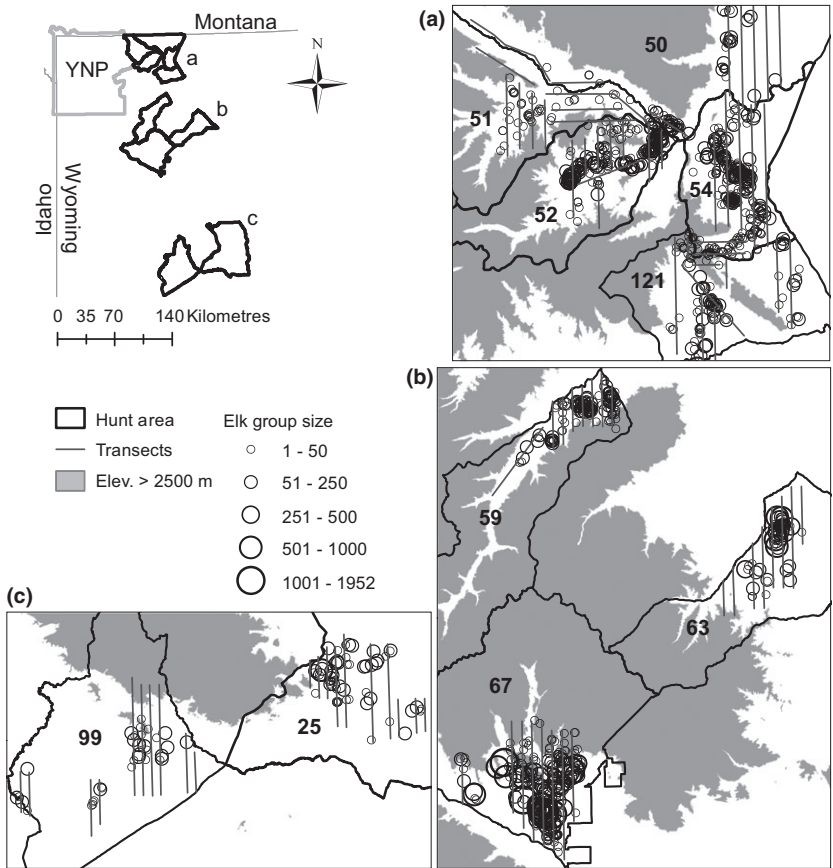 Montana
N
YNP
a
b
Wyoming
Idaho
c
0 35 70 140 Kilometres
Hunt area
Transects
Elev. > 2500 m
Elk group size
1 - 50
51 - 250
251 - 500
501 - 1000
1001 - 1952
(a)
50
51
52
54
121
(b)
59
63
67
(c)
99
25